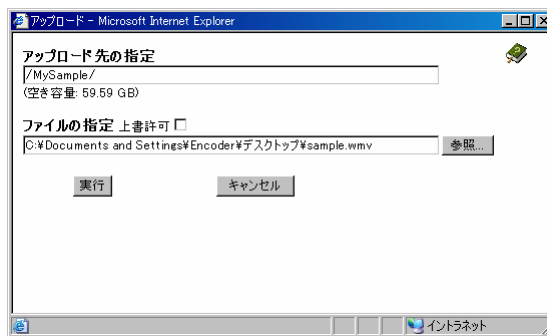 アップロード - Microsoft Internet Explorer
アップロード先の指定
/MySample/
(空き容量: 59.59 GB)
ファイルの指定 上書許可
C:¥Documents and Settings¥Encoder¥デスクトップ¥sample.wmv 参照...
実行 キャンセル
イントラネット